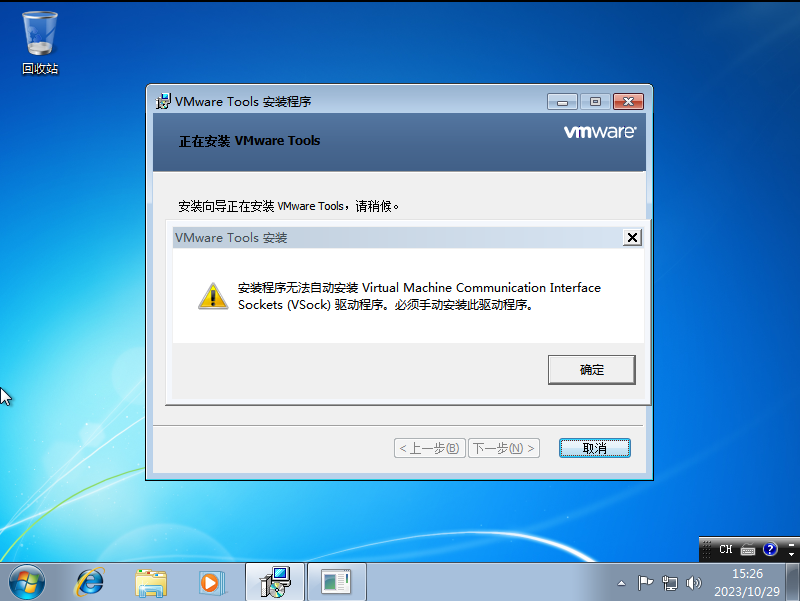 回收站
VMware Tools 安装程序
正在安装 VMware Tools
vmware
安装向导正在安装 VMware Tools，请稍候。
VMware Tools 安装
安装程序无法自动安装 Virtual Machine Communication Interface
Sockets (VSock) 驱动程序。必须手动安装此驱动程序。
确定
< 上一步(B)
下一步(N) >
取消
CH
15:26
2023/10/29